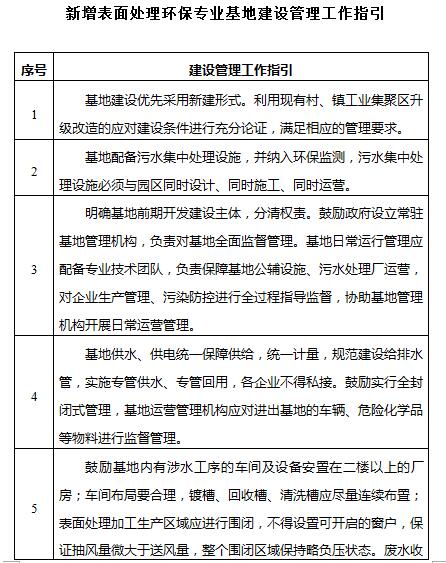 新增表面处理环保专业基地建设管理工作指引
序号 建设管理工作指引
1
基地建设优先采用新建形式。利用现有村、镇工业集聚区升
级改造的应对建设条件进行充分论证，满足相应的管理要求。
2
基地配备污水集中处理设施，并纳入环保监测，污水集中处
理设施必须与园区同时设计、同时施工、同时运营。
3
明确基地前期开发建设主体，分清权责。鼓励政府设立常驻
基地管理机构，负责对基地全面监督管理。基地日常运行管理应
配备专业技术团队，负责保障基地公辅设施、污水处理厂运营，
对企业生产管理、污染防控进行全过程指导监督，协助基地管理
机构开展日常运营管理。
4
基地供水、供电统一保障供给，统一计量，规范建设给排水
管，实施专管供水、专管回用，各企业不得私接。鼓励实行全封
闭式管理，基地运营管理机构应对进出基地的车辆、危险化学品
等物料进行监督管理。
5
鼓励基地内有涉水工序的车间及设备安置在二楼以上的厂
房；车间布局要合理，镀槽、回收槽、清洗槽应尽量连续布置；
表面处理加工生产区域应进行围闭，不得设置可开启的窗户，保
证抽风量微大于送风量，整个围闭区域保持略负压状态。废水收